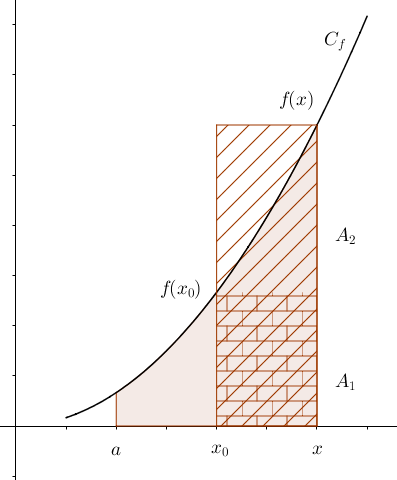 C_f
f(x)
A_2
f(x_0)
A_1
a
x_0
x